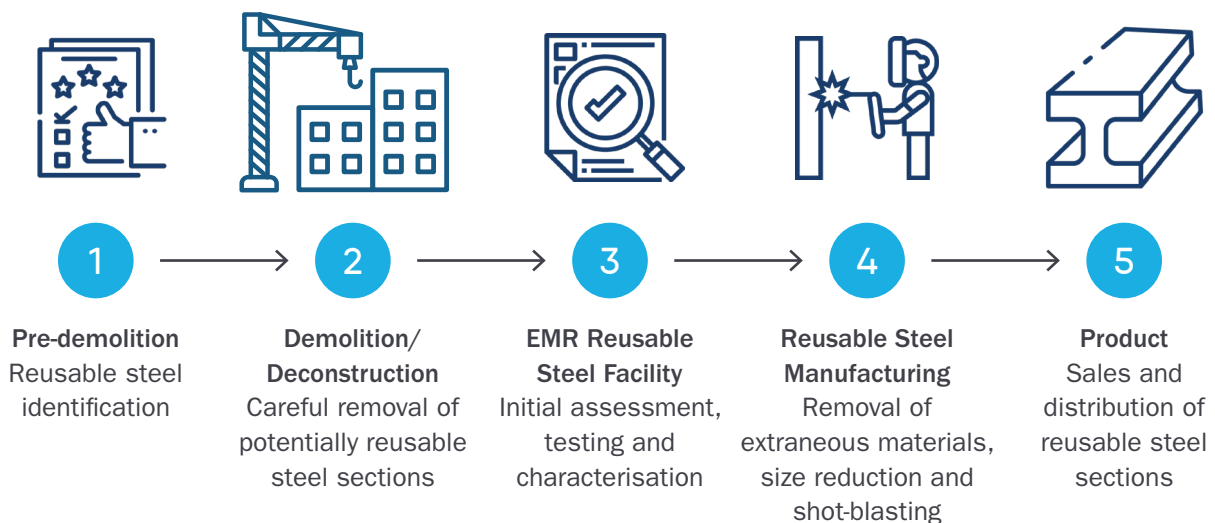 1
Pre-demolition
Reusable steel
identification
2
Demolition/
Deconstruction
Careful removal of
potentially reusable
steel sections
3
EMR Reusable
Steel Facility
Initial assessment,
testing and
characterisation
4
Reusable Steel
Manufacturing
Removal of
extraneous materials,
size reduction and
shot-blasting
5
Product
Sales and
distribution of
reusable steel
sections